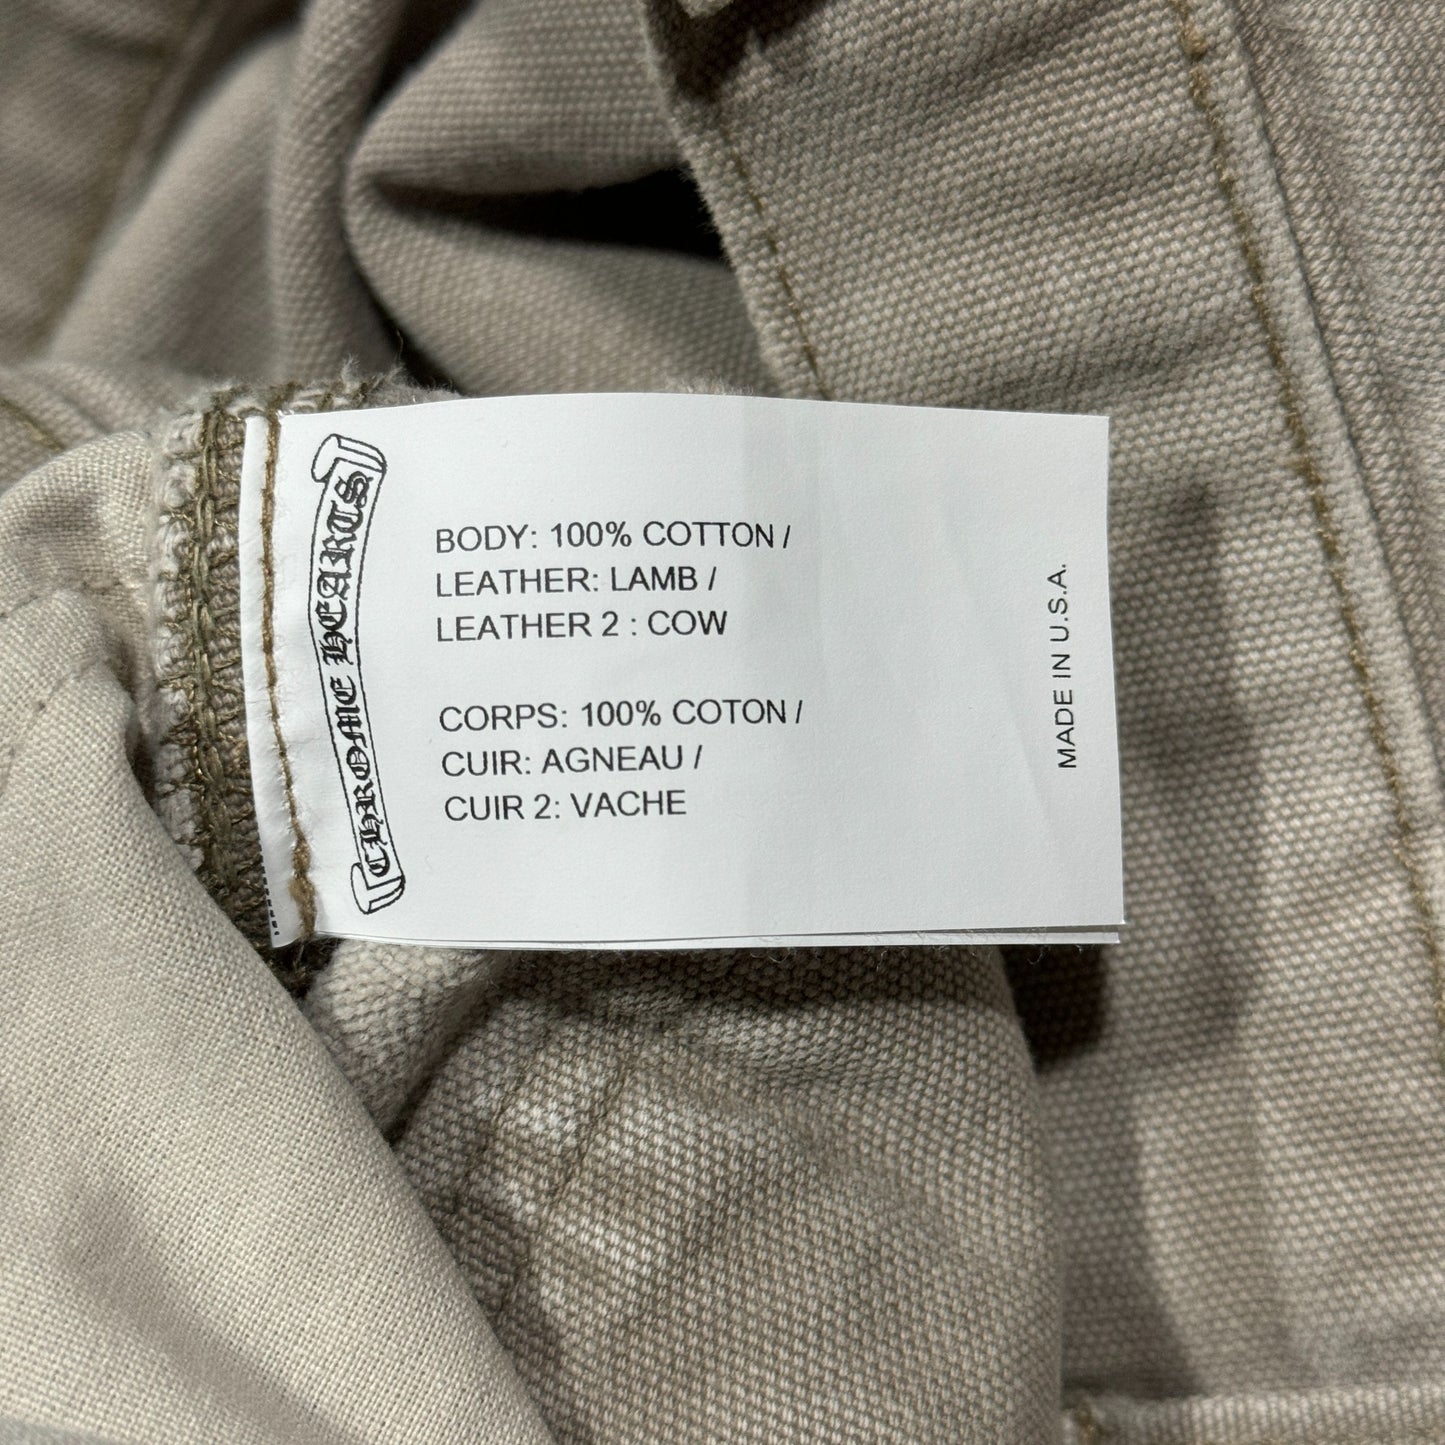 CHROME HEARTS
BODY: 100% COTTON /
LEATHER: LAMB /
LEATHER 2 : COW
CORPS: 100% COTON /
CUIR: AGNEAU /
CUIR 2: VACHE
MADE IN U.S.A.